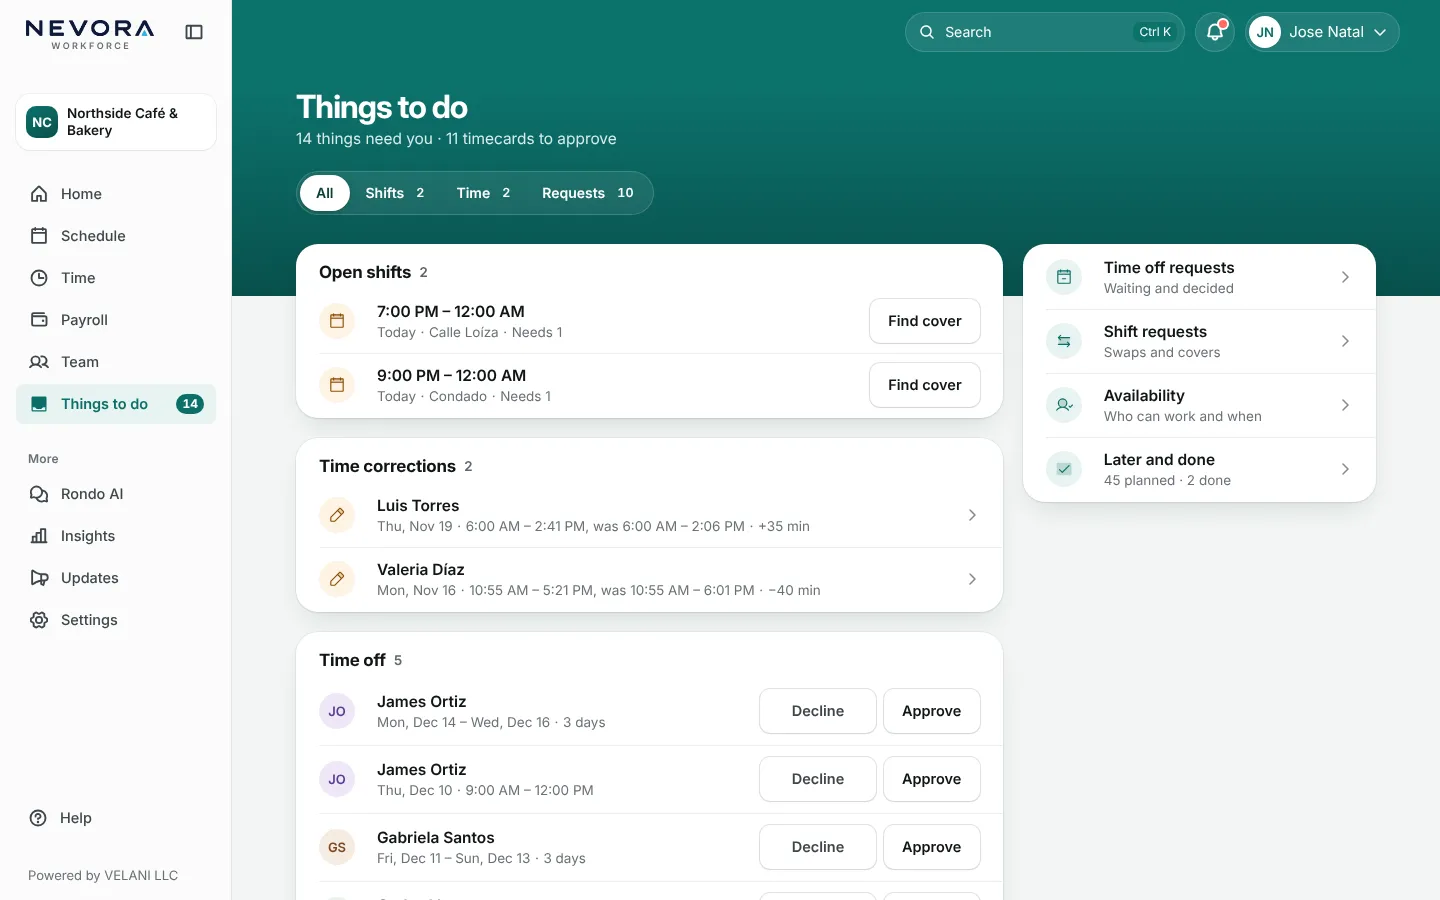 NEVORA
WORKFORCE
Search
Ctrl K
JN
Jose Natal
NC
Northside Café &
Bakery
Home
Schedule
Time
Payroll
Team
Things to do
14
More
Rondo AI
Insights
Updates
Settings
Help
Powered by VELANI LLC
Things to do
14 things need you · 11 timecards to approve
All
Shifts 2
Time 2
Requests 10
Open shifts 2
7:00 PM – 12:00 AM
Today · Calle Loíza · Needs 1
Find cover
9:00 PM – 12:00 AM
Today · Condado · Needs 1
Find cover
Time corrections 2
Luis Torres
Thu, Nov 19 · 6:00 AM – 2:41 PM, was 6:00 AM – 2:06 PM · +35 min
Valeria Díaz
Mon, Nov 16 · 10:55 AM – 5:21 PM, was 10:55 AM – 6:01 PM · −40 min
Time off 5
JO
James Ortiz
Mon, Dec 14 – Wed, Dec 16 · 3 days
Decline
Approve
JO
James Ortiz
Thu, Dec 10 · 9:00 AM – 12:00 PM
Decline
Approve
GS
Gabriela Santos
Fri, Dec 11 – Sun, Dec 13 · 3 days
Decline
Approve
Time off requests
Waiting and decided
Shift requests
Swaps and covers
Availability
Who can work and when
Later and done
45 planned · 2 done